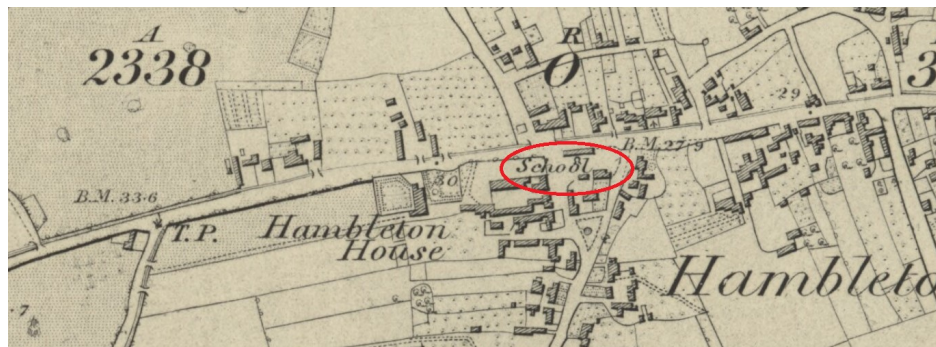 A
2338
R
O
3
29
B.M. 27·9
School
30
B.M. 33·6
T.P.
Hambleton
House
Hambleto
·7